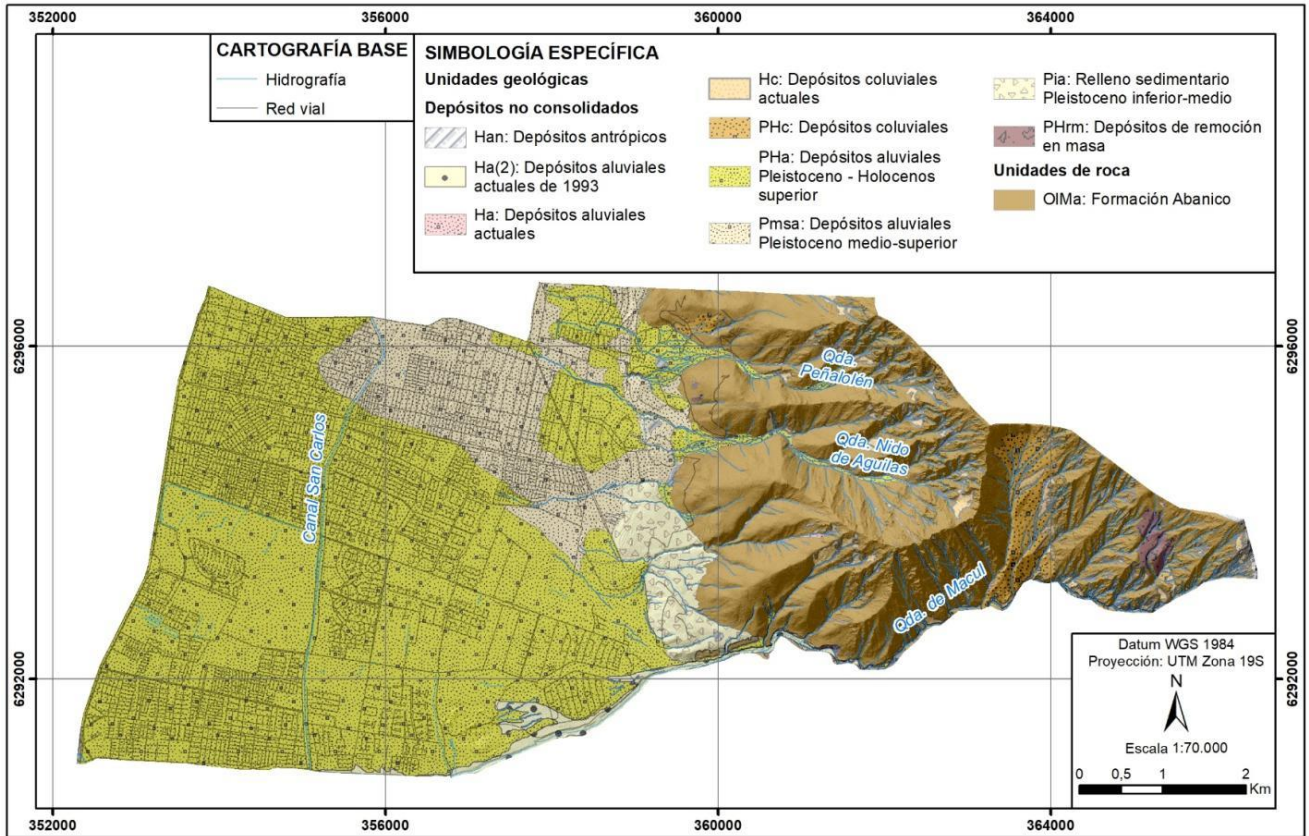 352000
356000
360000
364000
CARTOGRAFÍA BASE
Hidrografía
Red vial
SIMBOLOGÍA ESPECÍFICA
Unidades geológicas
Depósitos no consolidados
Han: Depósitos antrópicos
Ha(2): Depósitos aluviales
actuales de 1993
Ha: Depósitos aluviales
actuales
Hc: Depósitos coluviales
actuales
PHc: Depósitos coluviales
PHa: Depósitos aluviales
Pleistoceno - Holocenos
superior
Pmsa: Depósitos aluviales
Pleistoceno medio-superior
Pia: Relleno sedimentario
Pleistoceno inferior-medio
PHrm: Depósitos de remoción
en masa
Unidades de roca
OlMa: Formación Abanico
6296000
6296000
Qda.
Peñalolén
Qda. Nido
de Aguilas
Canal San Carlos
Qda. de Macul
6292000
6292000
Datum WGS 1984
Proyección: UTM Zona 19S
N
Escala 1:70.000
0 0,5 1 2
Km
352000
356000
360000
364000